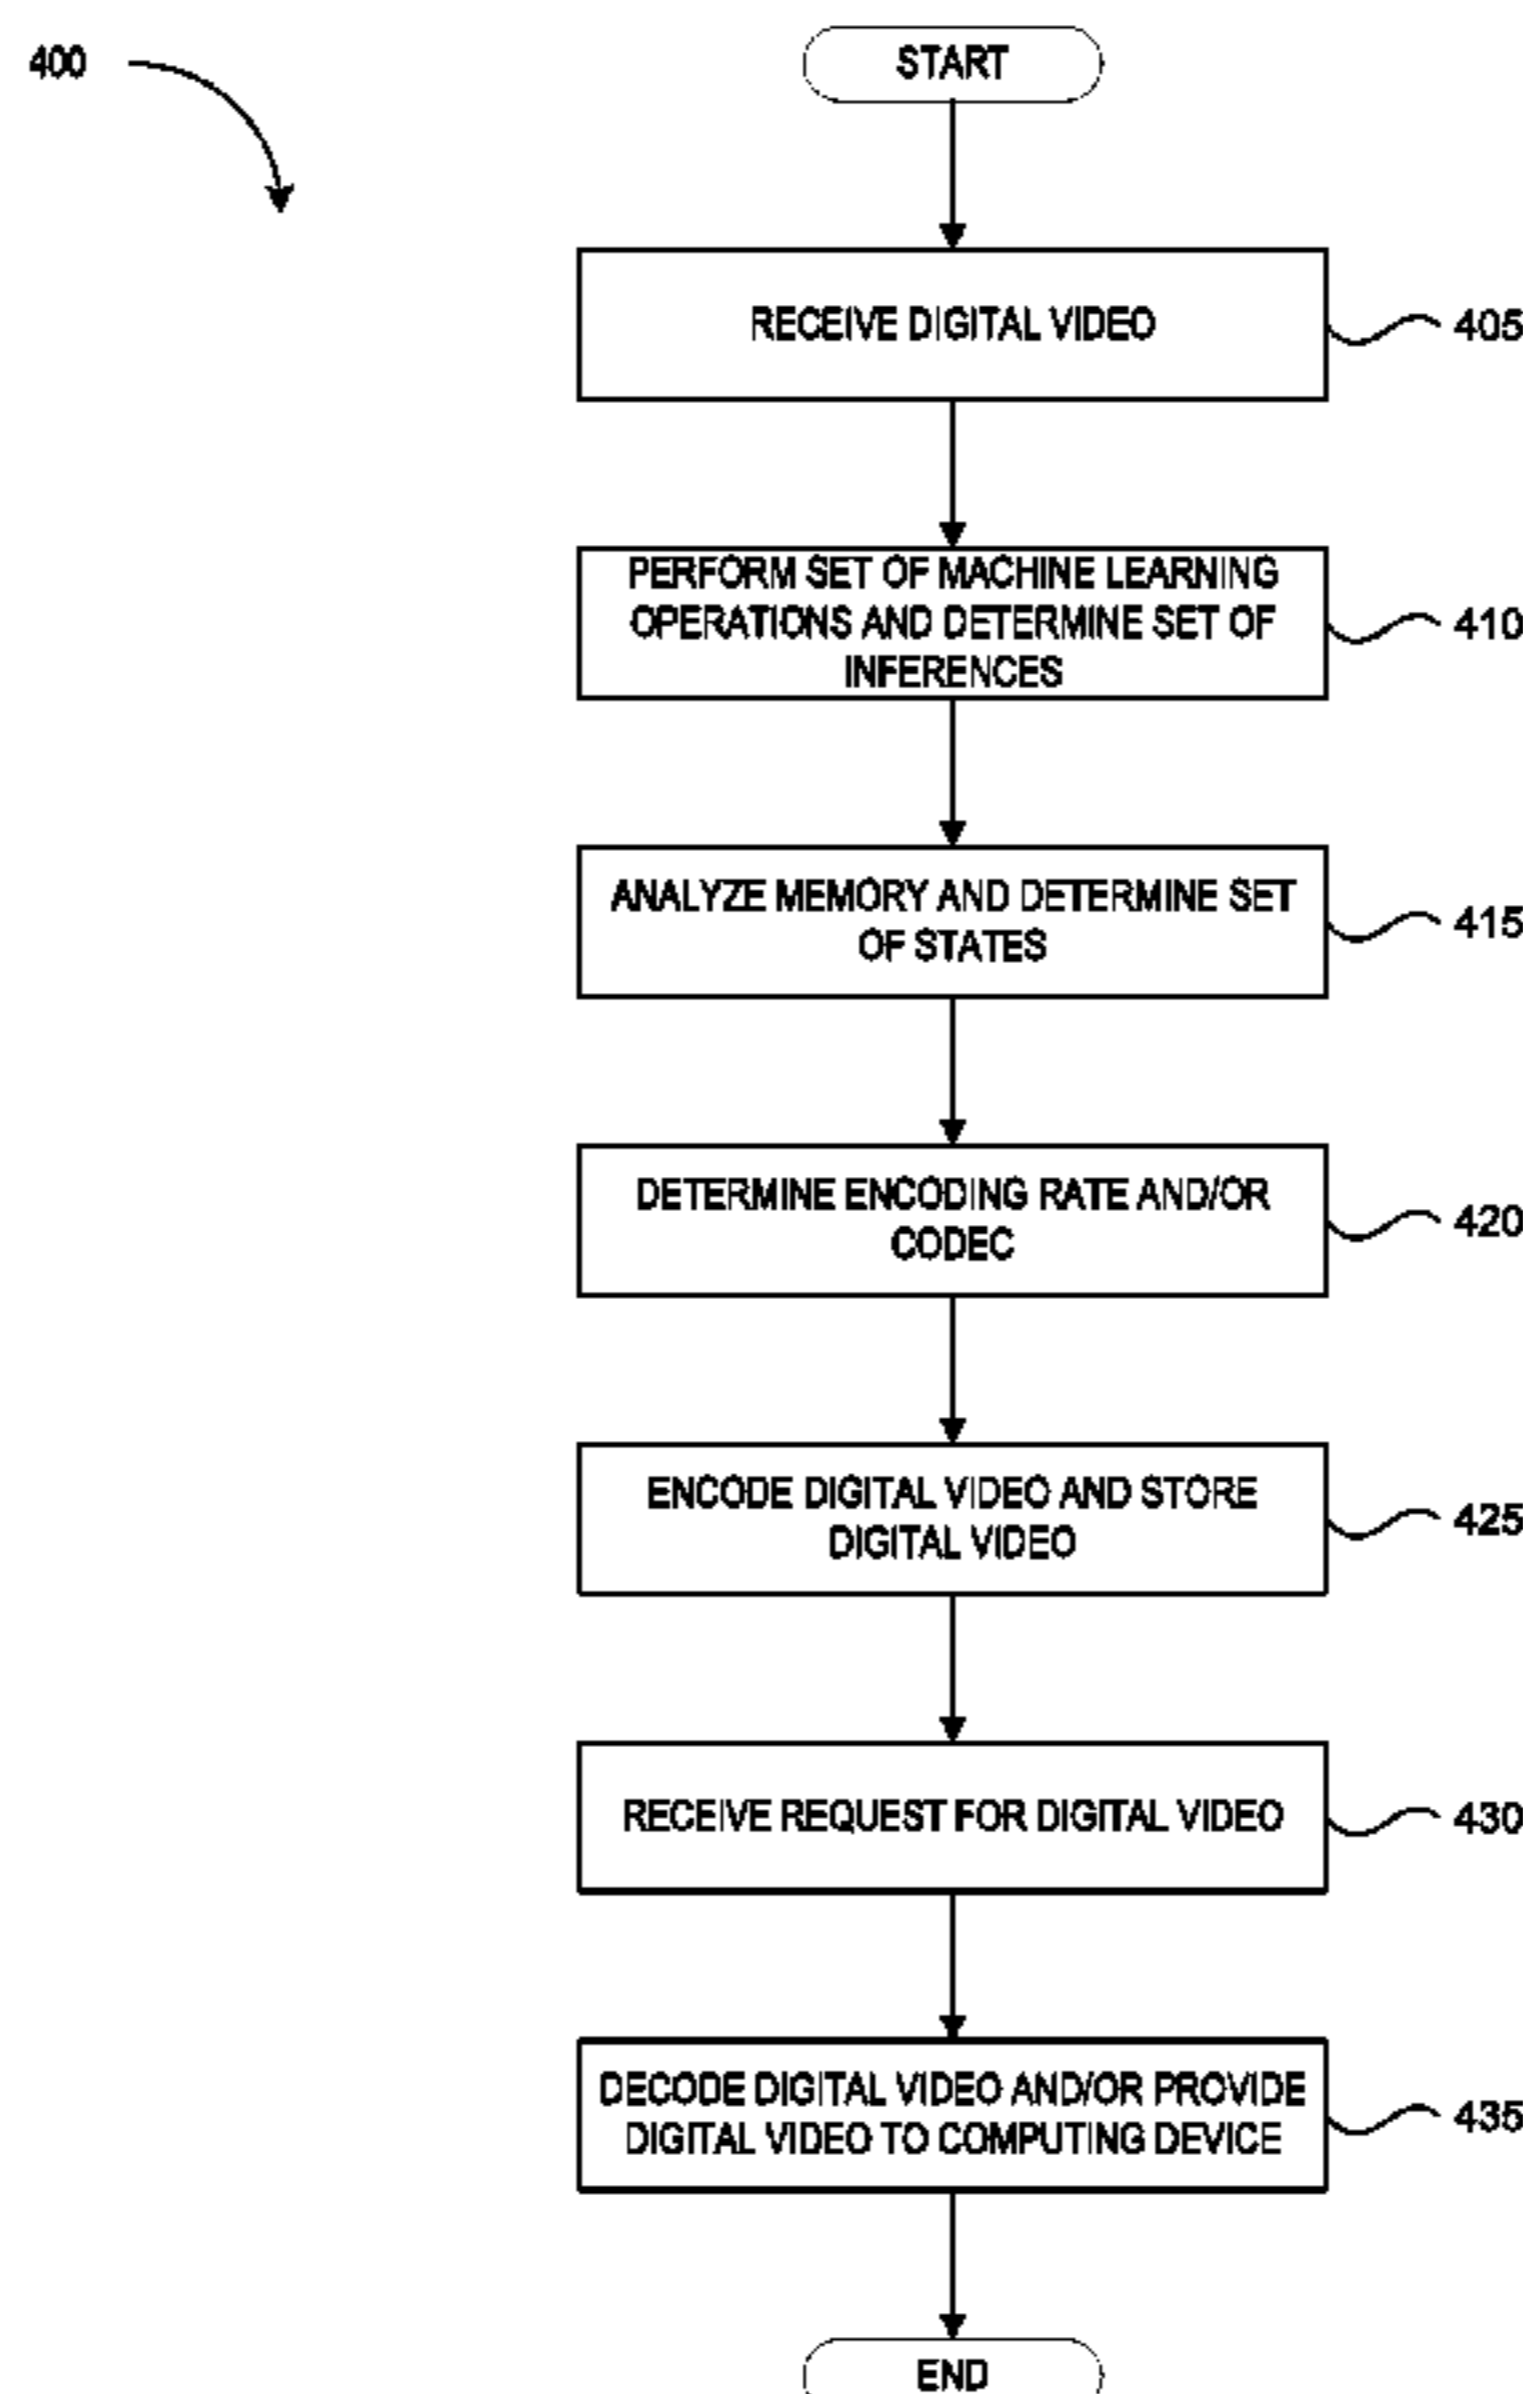 400
START
RECEIVE DIGITAL VIDEO
405
PERFORM SET OF MACHINE LEARNING
OPERATIONS AND DETERMINE SET OF
INFERENCES
410
ANALYZE MEMORY AND DETERMINE SET
OF STATES
415
DETERMINE ENCODING RATE AND/OR
CODEC
420
ENCODE DIGITAL VIDEO AND STORE
DIGITAL VIDEO
425
RECEIVE REQUEST FOR DIGITAL VIDEO
430
DECODE DIGITAL VIDEO AND/OR PROVIDE
DIGITAL VIDEO TO COMPUTING DEVICE
435
END